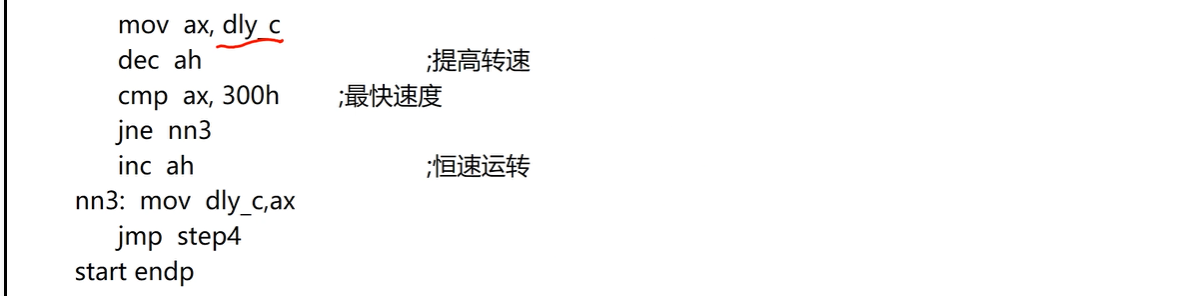 mov ax, dly_c
dec ah ;提高转速
cmp ax, 300h ;最快速度
jne nn3
inc ah ;恒速运转
nn3: mov dly_c,ax
jmp step4
start endp